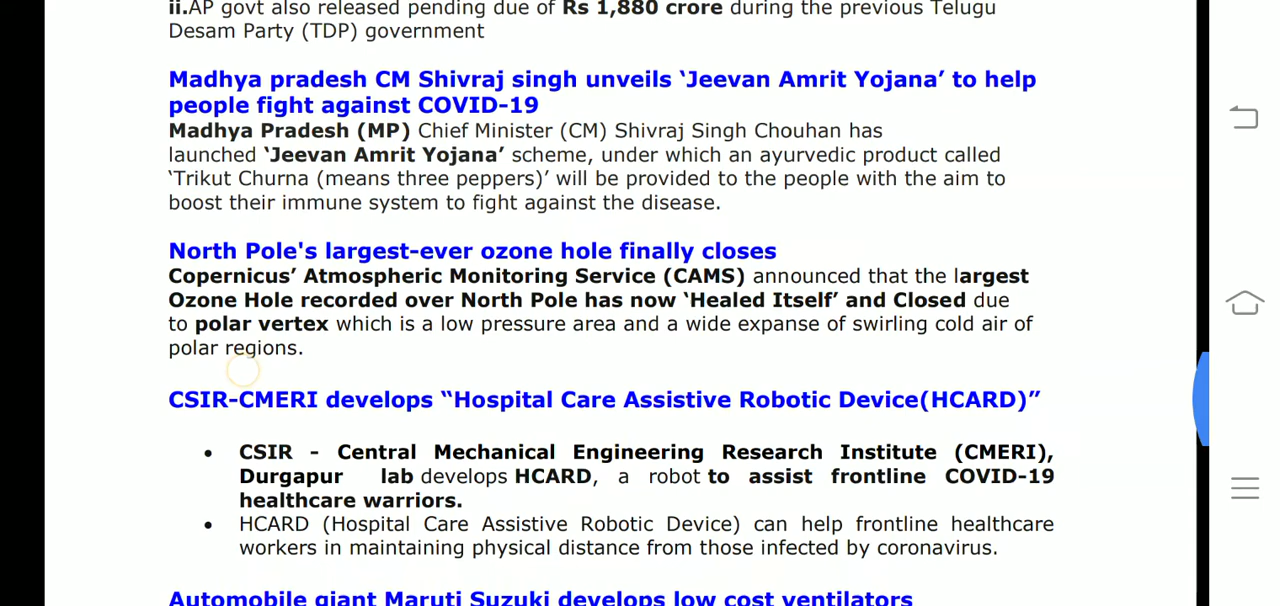 ii.AP govt also released pending due of Rs 1,880 crore during the previous Telugu
Desam Party (TDP) government
Madhya pradesh CM Shivraj singh unveils ‘Jeevan Amrit Yojana’ to help
people fight against COVID-19
Madhya Pradesh (MP) Chief Minister (CM) Shivraj Singh Chouhan has
launched ‘Jeevan Amrit Yojana’ scheme, under which an ayurvedic product called
‘Trikut Churna (means three peppers)’ will be provided to the people with the aim to
boost their immune system to fight against the disease.
North Pole's largest-ever ozone hole finally closes
Copernicus’ Atmospheric Monitoring Service (CAMS) announced that the largest
Ozone Hole recorded over North Pole has now ‘Healed Itself’ and Closed due
to polar vertex which is a low pressure area and a wide expanse of swirling cold air of
polar regions.
CSIR-CMERI develops “Hospital Care Assistive Robotic Device(HCARD)”
• CSIR - Central Mechanical Engineering Research Institute (CMERI),
Durgapur lab develops HCARD, a robot to assist frontline COVID-19
healthcare warriors.
• HCARD (Hospital Care Assistive Robotic Device) can help frontline healthcare
workers in maintaining physical distance from those infected by coronavirus.
Automobile giant Maruti Suzuki develops low cost ventilators